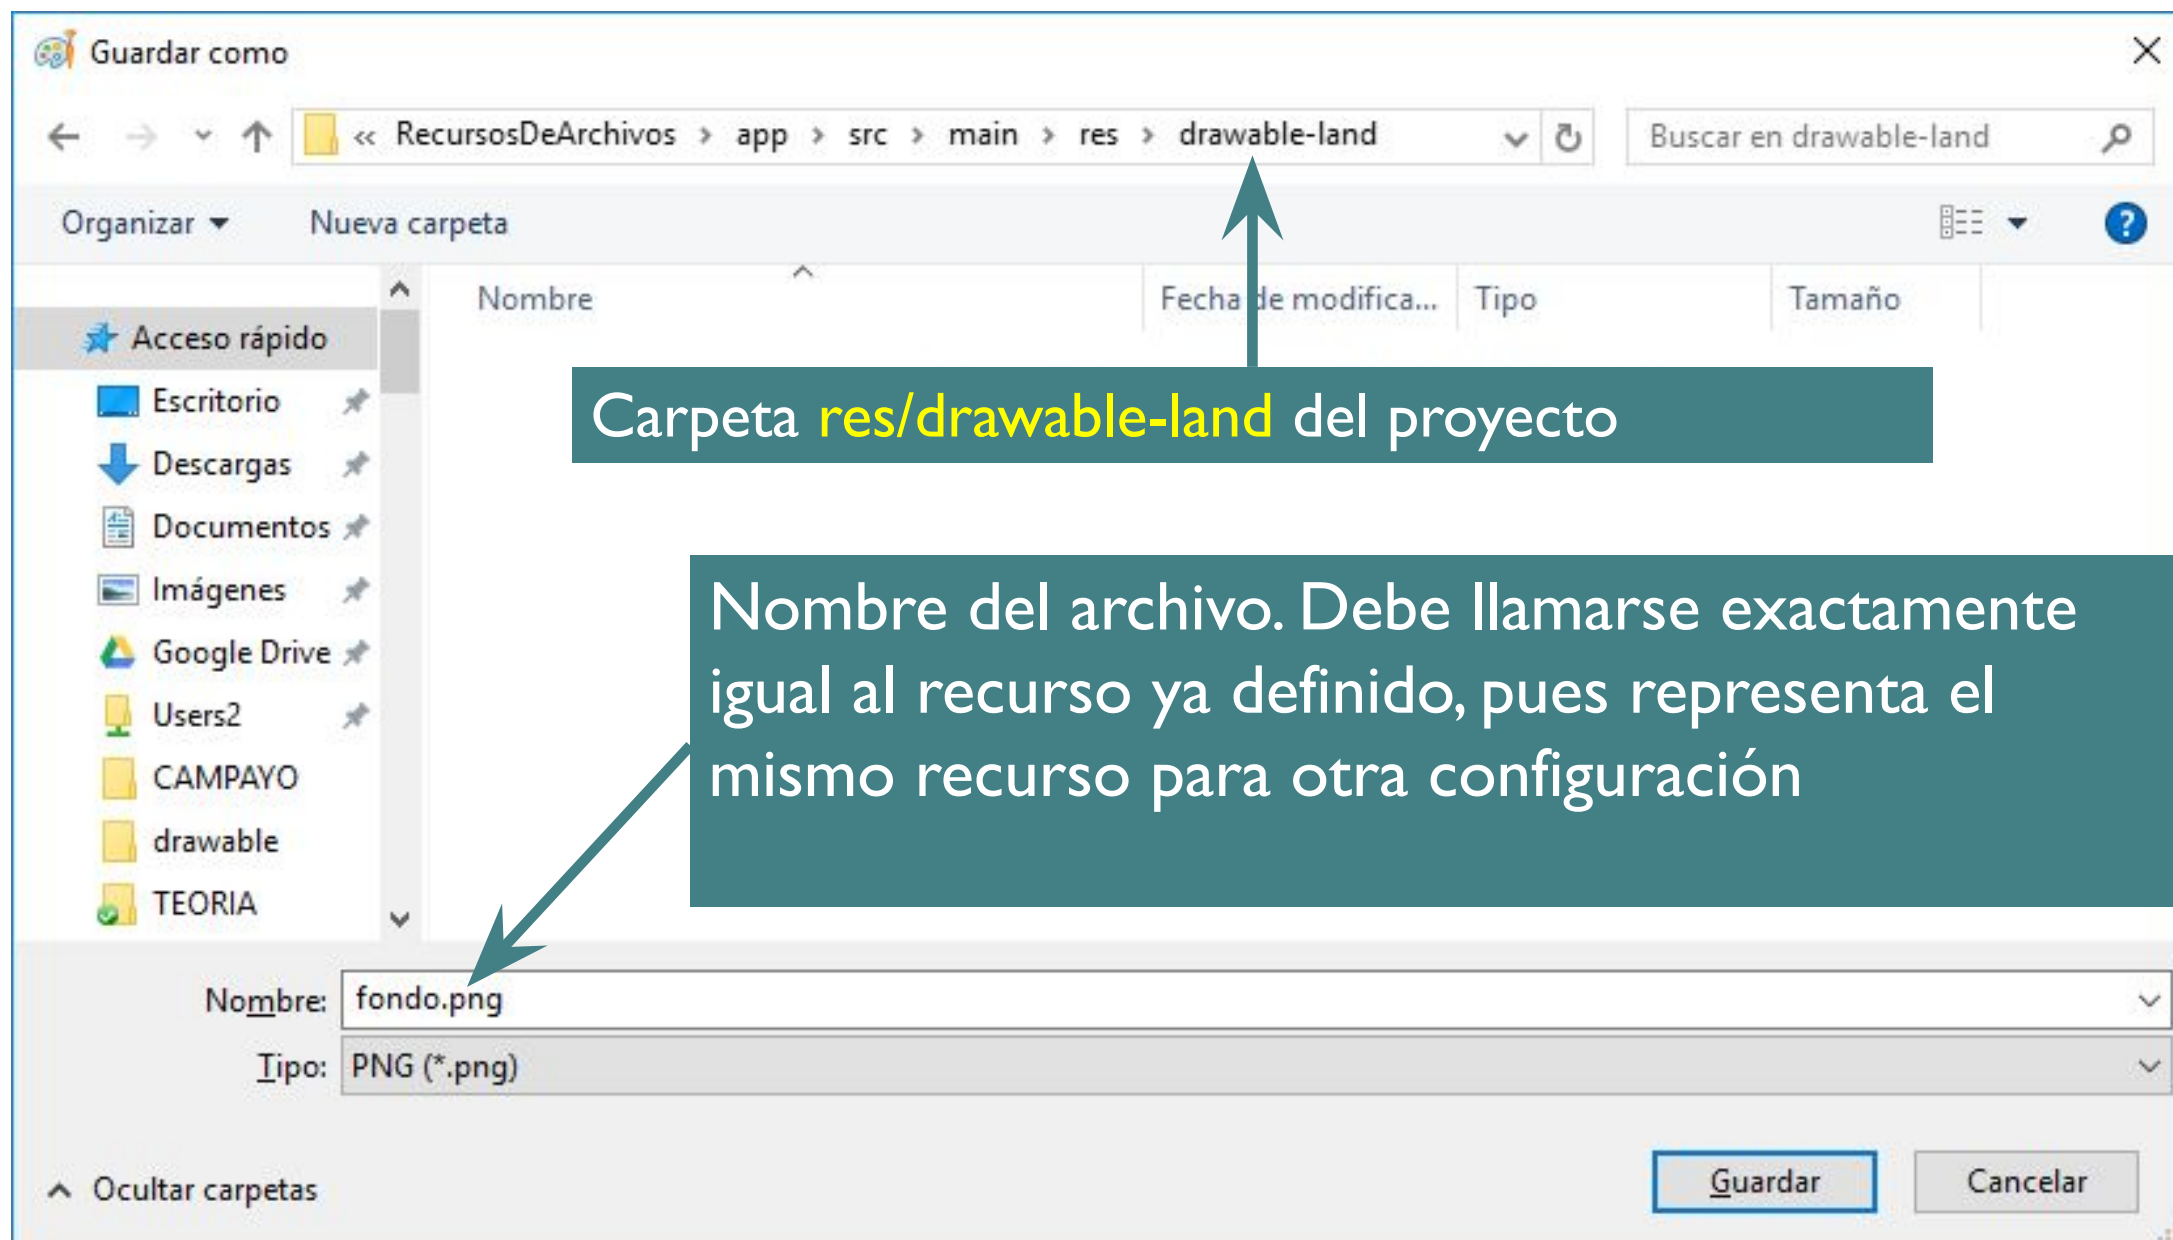 Guardar como
« RecursosDeArchivos > app > src > main > res > drawable-land
Buscar en drawable-land
Organizar
Nueva carpeta
Nombre
Fecha de modifica...
Tipo
Tamaño
Acceso rápido
Escritorio
Descargas
Documentos
Imágenes
Google Drive
Users2
CAMPAYO
drawable
TEORIA
Carpeta res/drawable-land del proyecto
Nombre del archivo. Debe llamarse exactamente
igual al recurso ya definido, pues representa el
mismo recurso para otra configuración
Nombre: fondo.png
Tipo: PNG (*.png)
Ocultar carpetas
Guardar
Cancelar